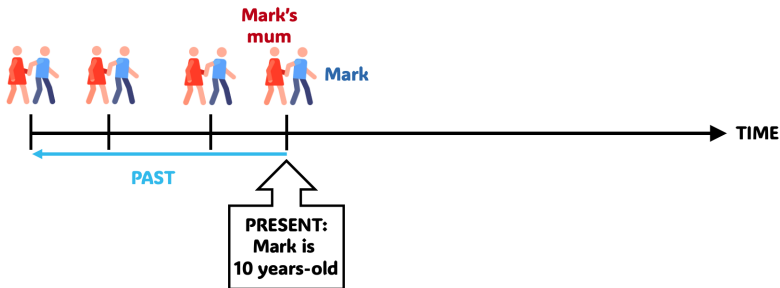 Mark's
mum
Mark
TIME
PAST
PRESENT:
Mark is
10 years-old